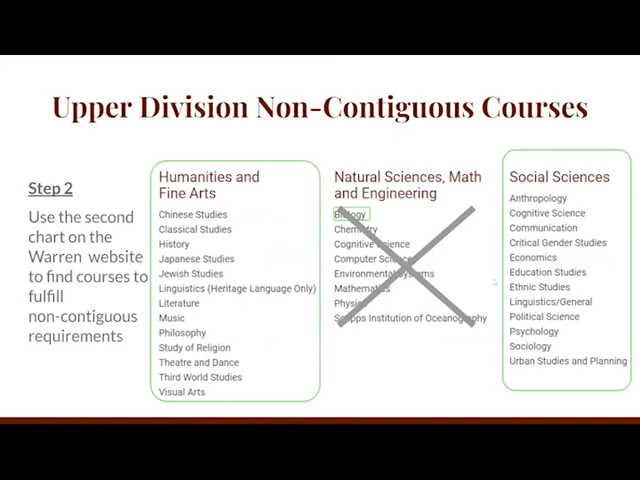 Upper Division Non-Contiguous Courses
Step 2
Use the second
chart on the
Warren website
to find courses to
fulfill
non-contiguous
requirements
Humanities and
Fine Arts
Chinese Studies
Classical Studies
History
Japanese Studies
Jewish Studies
Linguistics (Heritage Language Only)
Literature
Music
Philosophy
Study of Religion
Theatre and Dance
Third World Studies
Visual Arts
Natural Sciences, Math
and Engineering
Biology
Chemistry
Cognitive Science
Computer Science
Environmental Systems
Mathematics
Physics
Scripps Institution of Oceanography
Social Sciences
Anthropology
Cognitive Science
Communication
Critical Gender Studies
Economics
Education Studies
Ethnic Studies
Linguistics/General
Political Science
Psychology
Sociology
Urban Studies and Planning